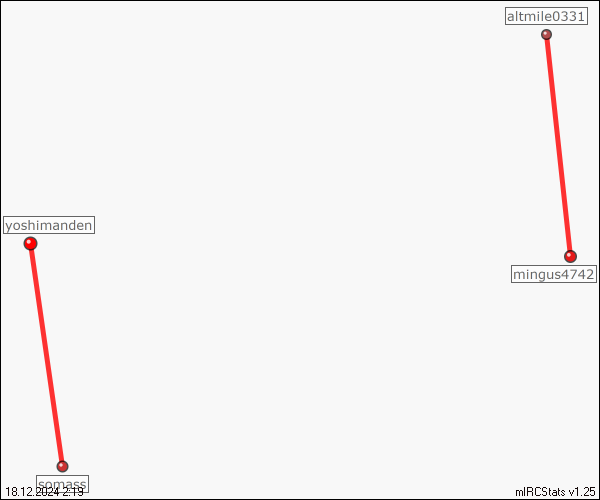 altmile0331
yoshimanden
mingus4742
somass
18.12.2024 2:19
mIRCStats v1.25